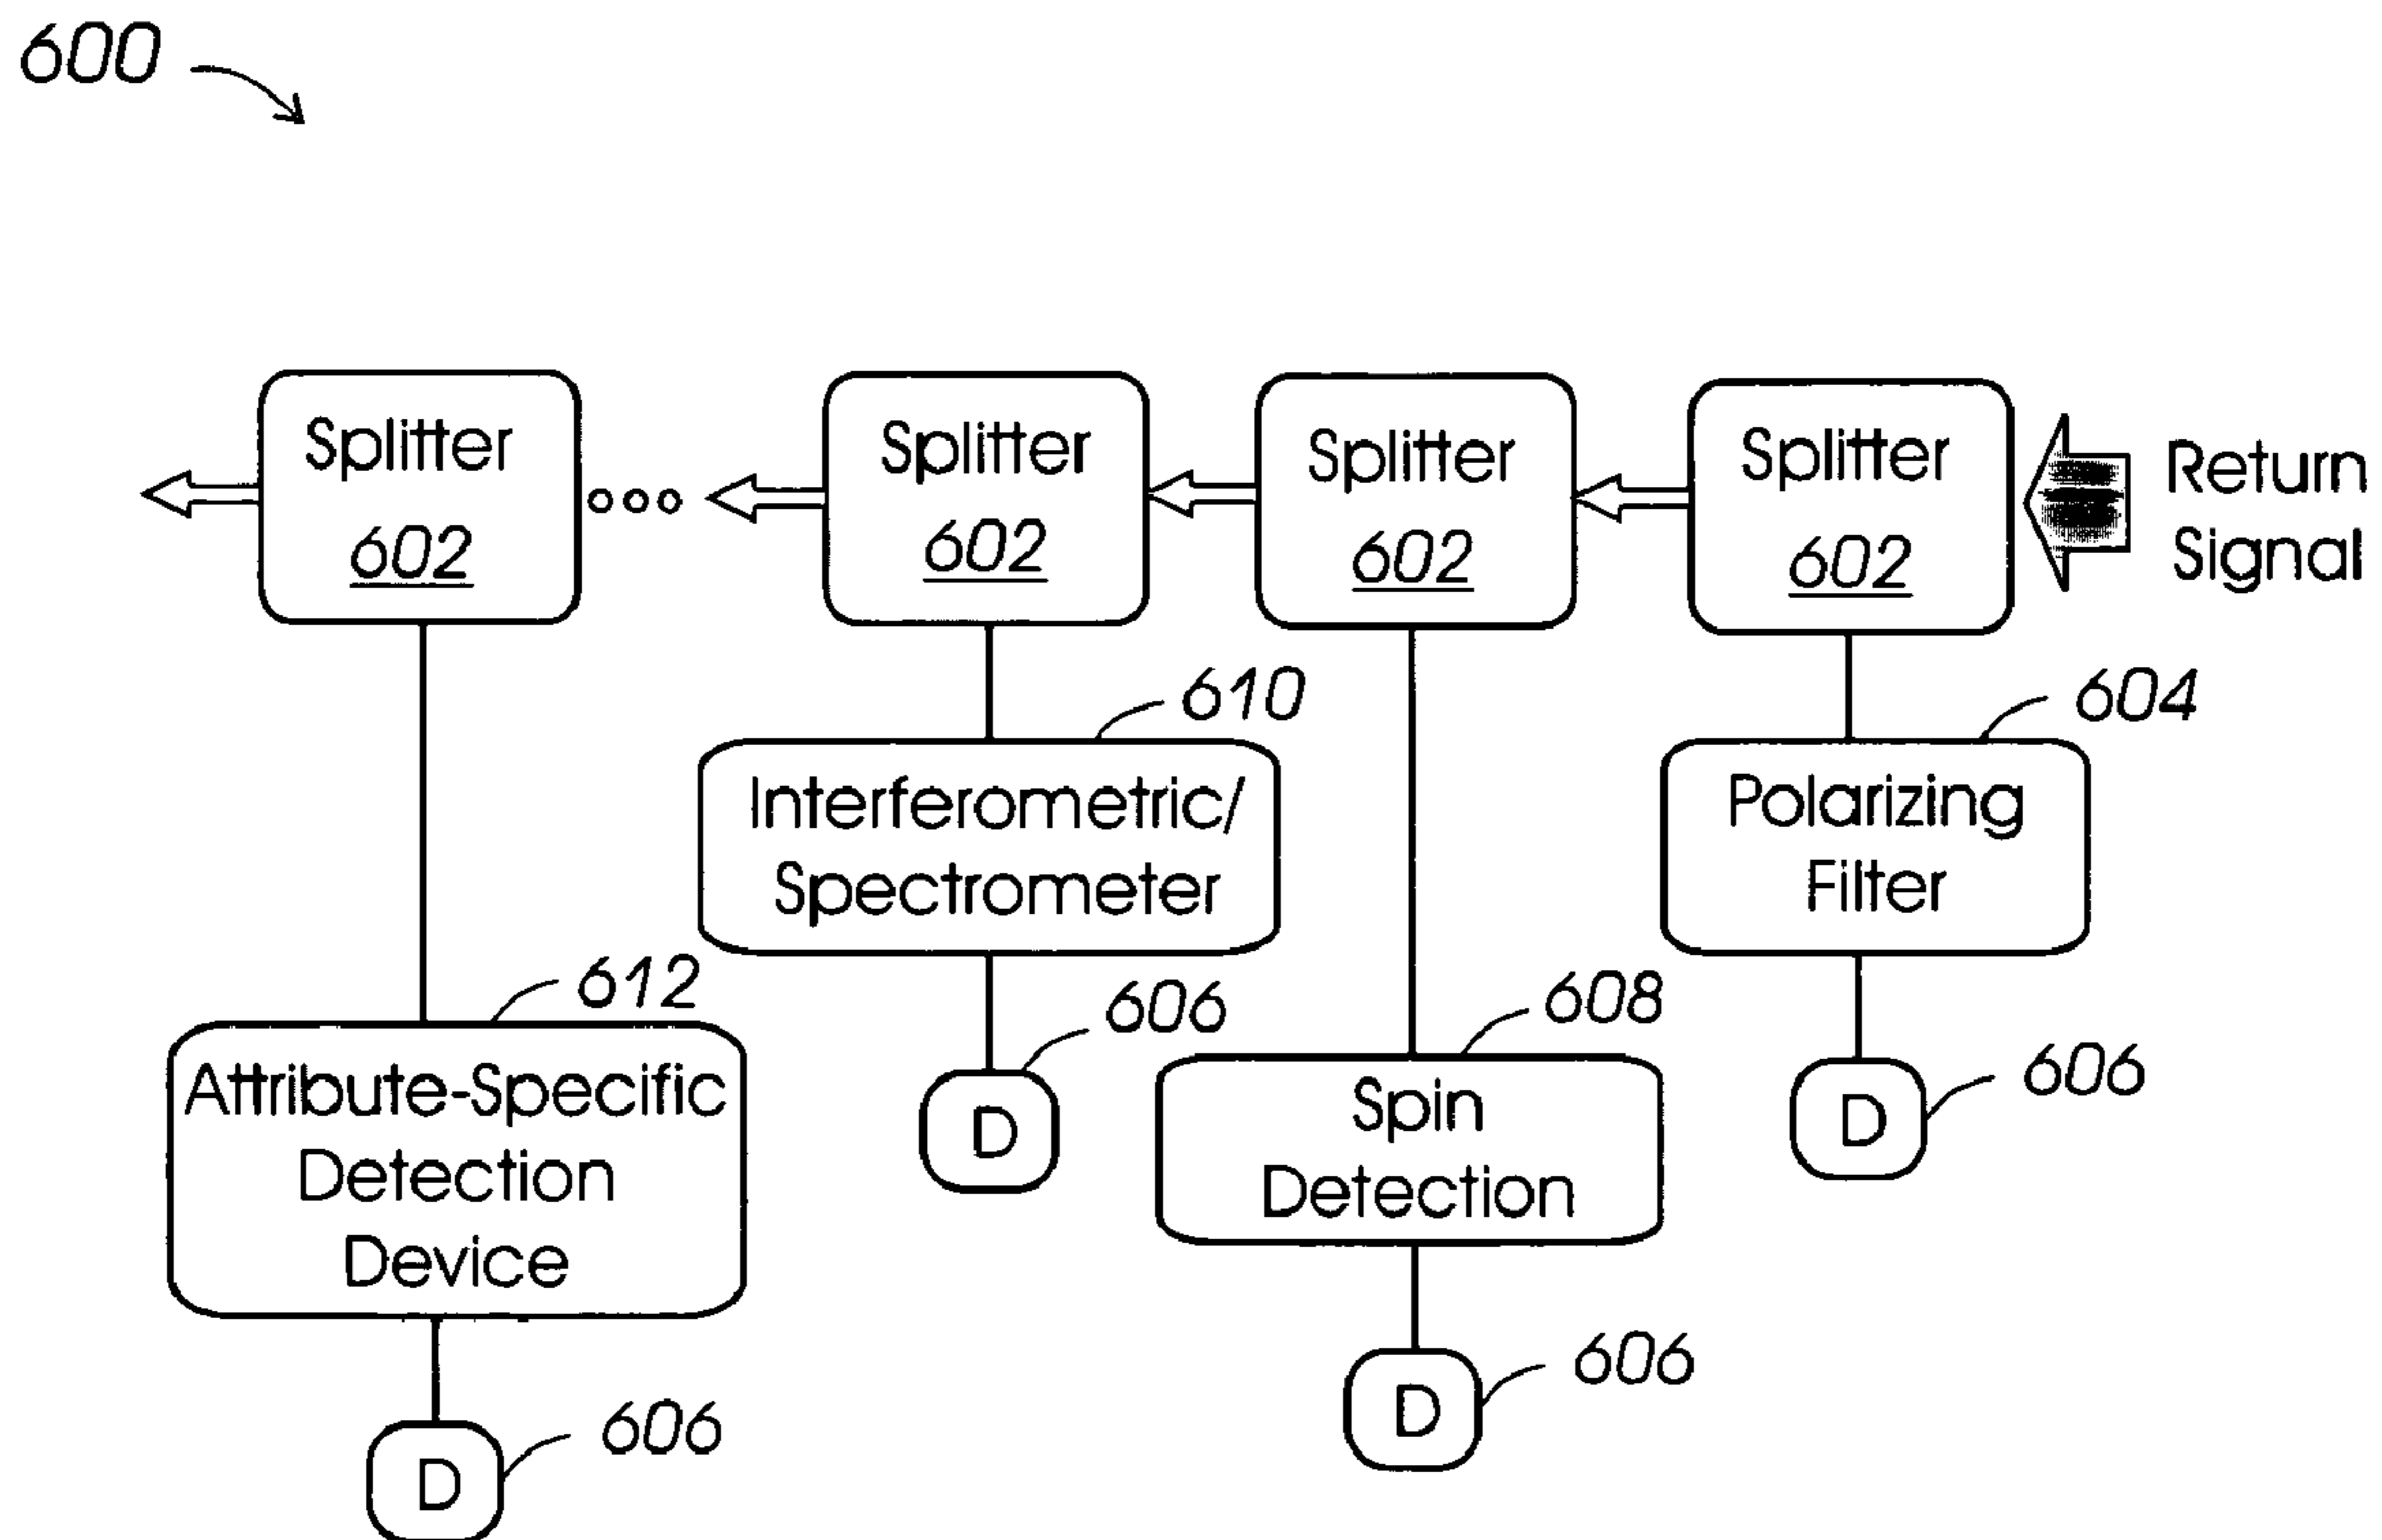 600
Splitter
602
Splitter
602
Splitter
602
Splitter
602
Return
Signal
610
Interferometric/
Spectrometer
604
Polarizing
Filter
612
Attribute-Specific
Detection
Device
606
D
608
Spin
Detection
606
D
606
D
606
D